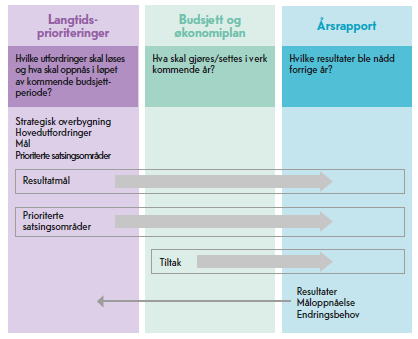 Langtids-
prioriteringer
Hvilke utfordringer skal løses
og hva skal oppnås i løpet
av kommende budsjett-
periode?
Strategisk overbygning
Hovedutfordringer
Mål
Prioriterte satsingsområder
Budsjett og
økonomiplan
Hva skal gjøres/settes i verk
kommende år?
Årsrapport
Hvilke resultater ble nådd
forrige år?
Resultatmål
Prioriterte
satsingsområder
Tiltak
Resultater
Måloppnåelse
Endringsbehov